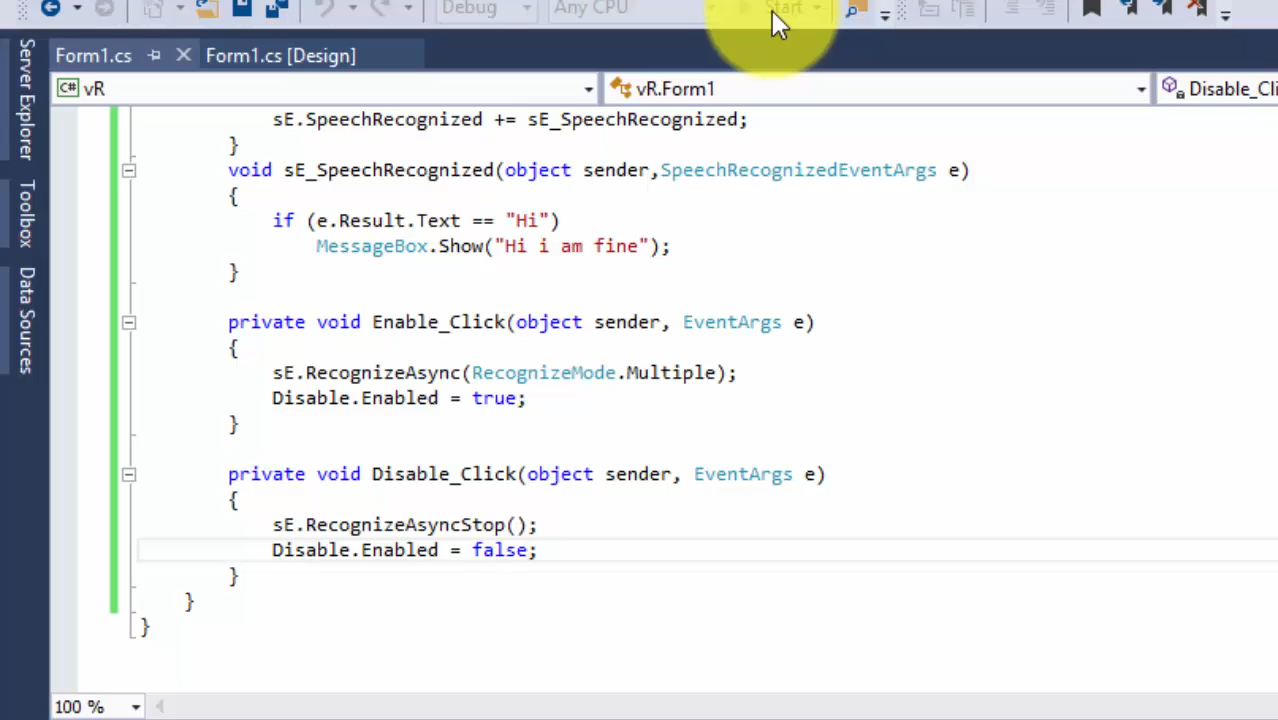 Debug Any CPU Start
Form1.cs Form1.cs [Design]
C# vR vR.Form1 Disable_Cli
Server Explorer
Toolbox
Data Sources
sE.SpeechRecognized += sE_SpeechRecognized;
}
void sE_SpeechRecognized(object sender,SpeechRecognizedEventArgs e)
{
if (e.Result.Text == "Hi")
MessageBox.Show("Hi i am fine");
}
private void Enable_Click(object sender, EventArgs e)
{
sE.RecognizeAsync(RecognizeMode.Multiple);
Disable.Enabled = true;
}
private void Disable_Click(object sender, EventArgs e)
{
sE.RecognizeAsyncStop();
Disable.Enabled = false;
}
}
}
100 %